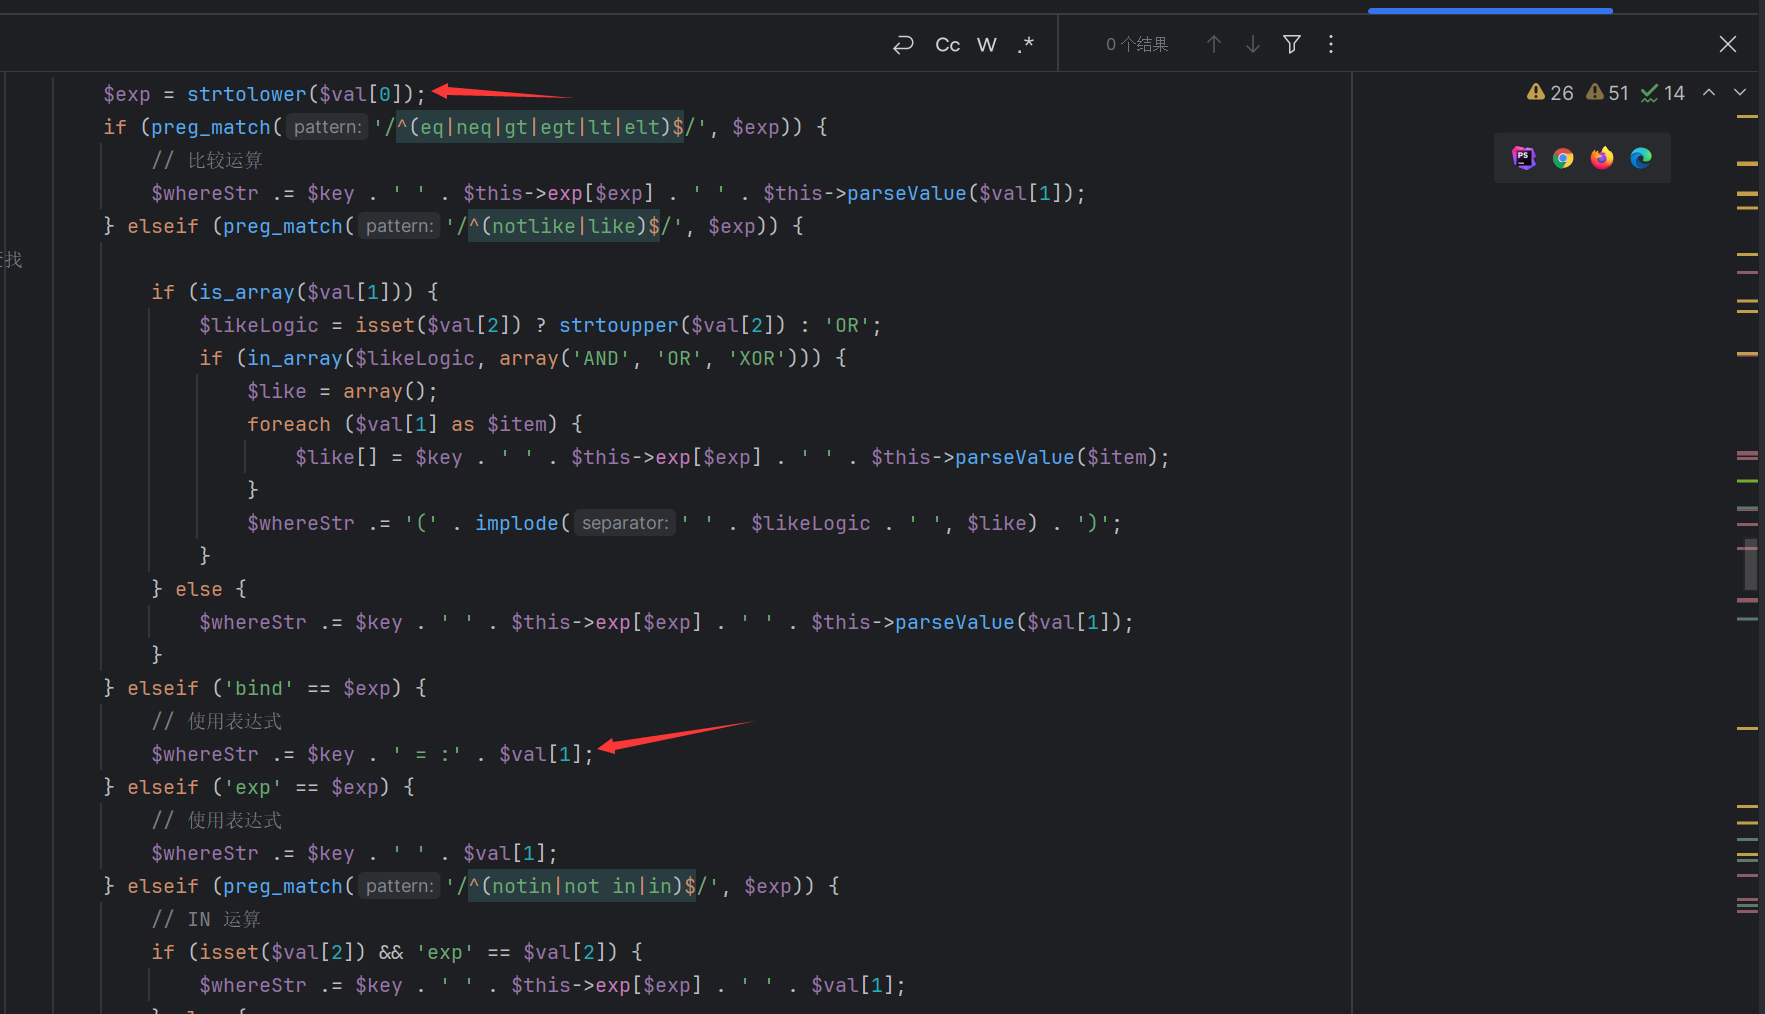 Cc W .* 0 个结果
$exp = strtolower($val[0]);
26 51 14
if (preg_match( pattern: '/^(eq|neq|gt|egt|lt|elt)$/', $exp)) {
// 比较运算
$whereStr .= $key . ' ' . $this->exp[$exp] . ' ' . $this->parseValue($val[1]);
} elseif (preg_match( pattern: '/^(notlike|like)$/', $exp)) {
找
if (is_array($val[1])) {
$likeLogic = isset($val[2]) ? strtoupper($val[2]) : 'OR';
if (in_array($likeLogic, array('AND', 'OR', 'XOR'))) {
$like = array();
foreach ($val[1] as $item) {
$like[] = $key . ' ' . $this->exp[$exp] . ' ' . $this->parseValue($item);
}
$whereStr .= '(' . implode( separator: ' ' . $likeLogic . ' ', $like) . ')';
}
} else {
$whereStr .= $key . ' ' . $this->exp[$exp] . ' ' . $this->parseValue($val[1]);
}
} elseif ('bind' == $exp) {
// 使用表达式
$whereStr .= $key . ' = :' . $val[1];
} elseif ('exp' == $exp) {
// 使用表达式
$whereStr .= $key . ' ' . $val[1];
} elseif (preg_match( pattern: '/^(notin|not in|in)$/', $exp)) {
// IN 运算
if (isset($val[2]) && 'exp' == $val[2]) {
$whereStr .= $key . ' ' . $this->exp[$exp] . ' ' . $val[1];